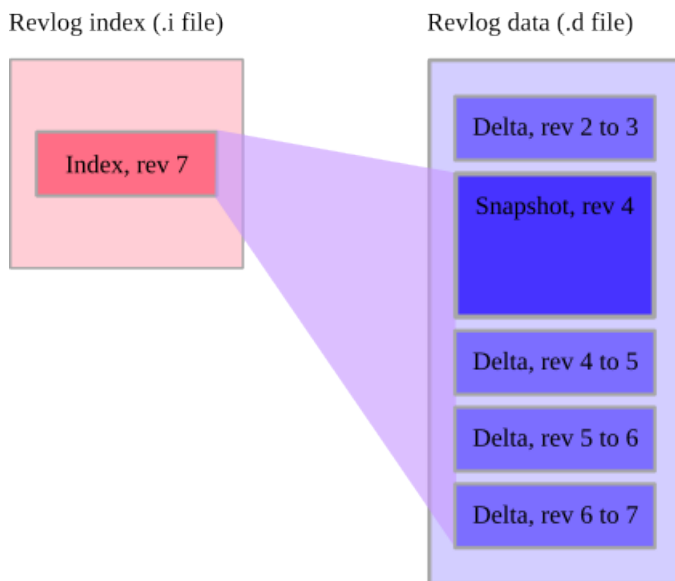 Revlog index (.i file)
Revlog data (.d file)
Index, rev 7
Delta, rev 2 to 3
Snapshot, rev 4
Delta, rev 4 to 5
Delta, rev 5 to 6
Delta, rev 6 to 7